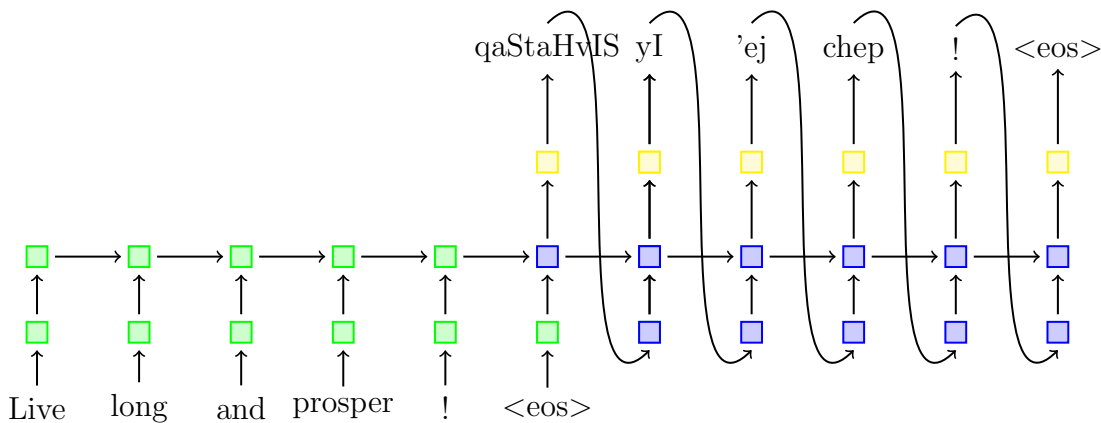 qaStaHvIS yI 'ej chep ! <eos>
Live long and prosper ! <eos>